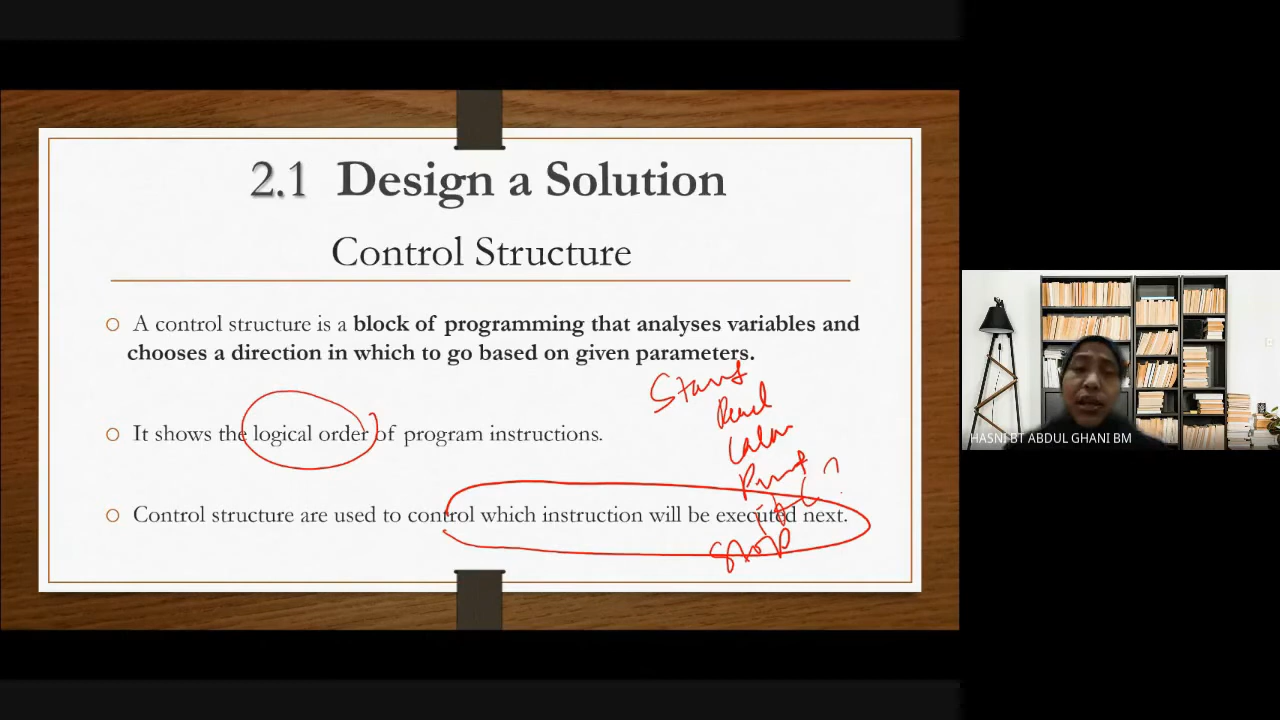 2.1 Design a Solution
Control Structure
A control structure is a block of programming that analyses variables and
chooses a direction in which to go based on given parameters.
It shows the logical order of program instructions.
Control structure are used to control which instruction will be executed next.
Start
Read
Print
Stop
HASNI BT ABDUL GHANI BM